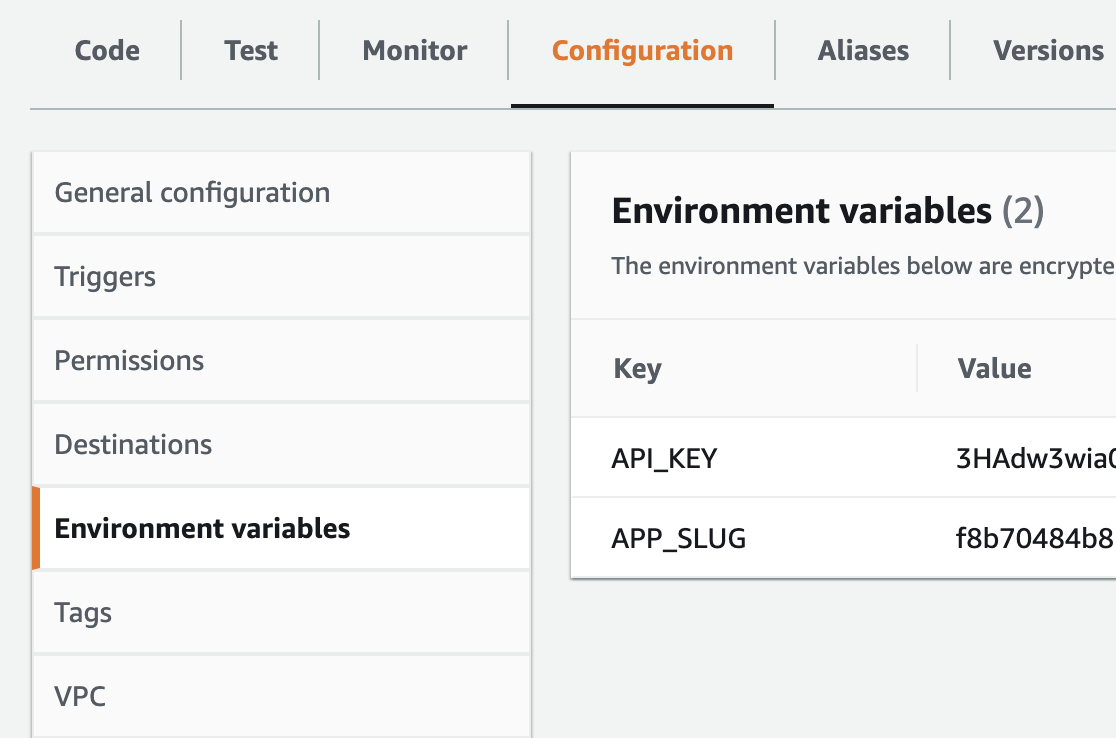 Code Test Monitor Configuration Aliases Versions
General configuration
Triggers
Permissions
Destinations
Environment variables
Tags
VPC
Environment variables (2)
The environment variables below are encrypte
Key Value
API_KEY 3HAdw3wia
APP_SLUG f8b70484b8